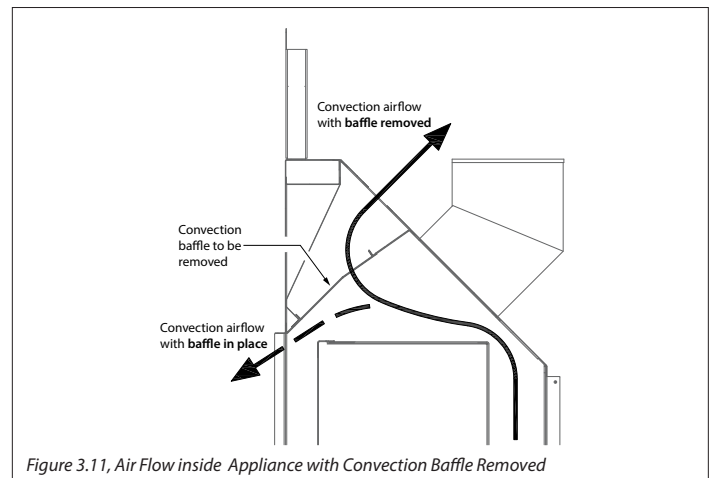 Convection airflow
with baffle removed
Convection
baffle to be
removed
Convection airflow
with baffle in place
Figure 3.11, Air Flow inside Appliance with Convection Baffle Removed